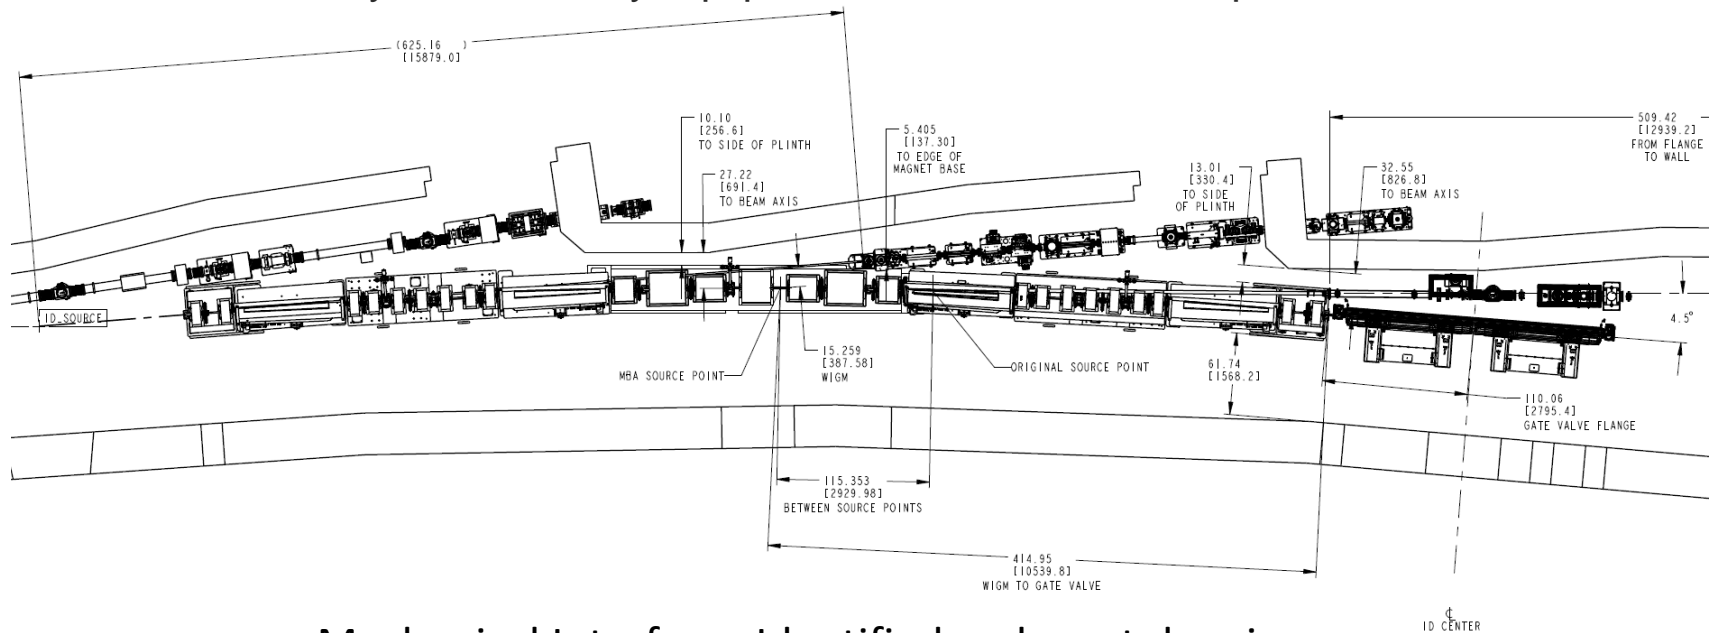 (625.16 )
[15879.0]
10.10
[256.6]
TO SIDE OF PLINTH
27.22
[691.4]
TO BEAM AXIS
5.405
[137.30]
TO EDGE OF
MAGNET BASE
13.01
[330.4]
TO SIDE
OF PLINTH
32.55
[826.8]
TO BEAM AXIS
509.42
[12939.2]
FROM FLANGE
TO WALL
ID_SOURCE
4.5°
MBA SOURCE POINT
15.259
[387.58]
WIGM
ORIGINAL SOURCE POINT
61.74
[1568.2]
110.06
[2795.4]
GATE VALVE FLANGE
115.353
[2929.98]
BETWEEN SOURCE POINTS
414.95
[10539.8]
WIGM TO GATE VALVE
ID CENTER